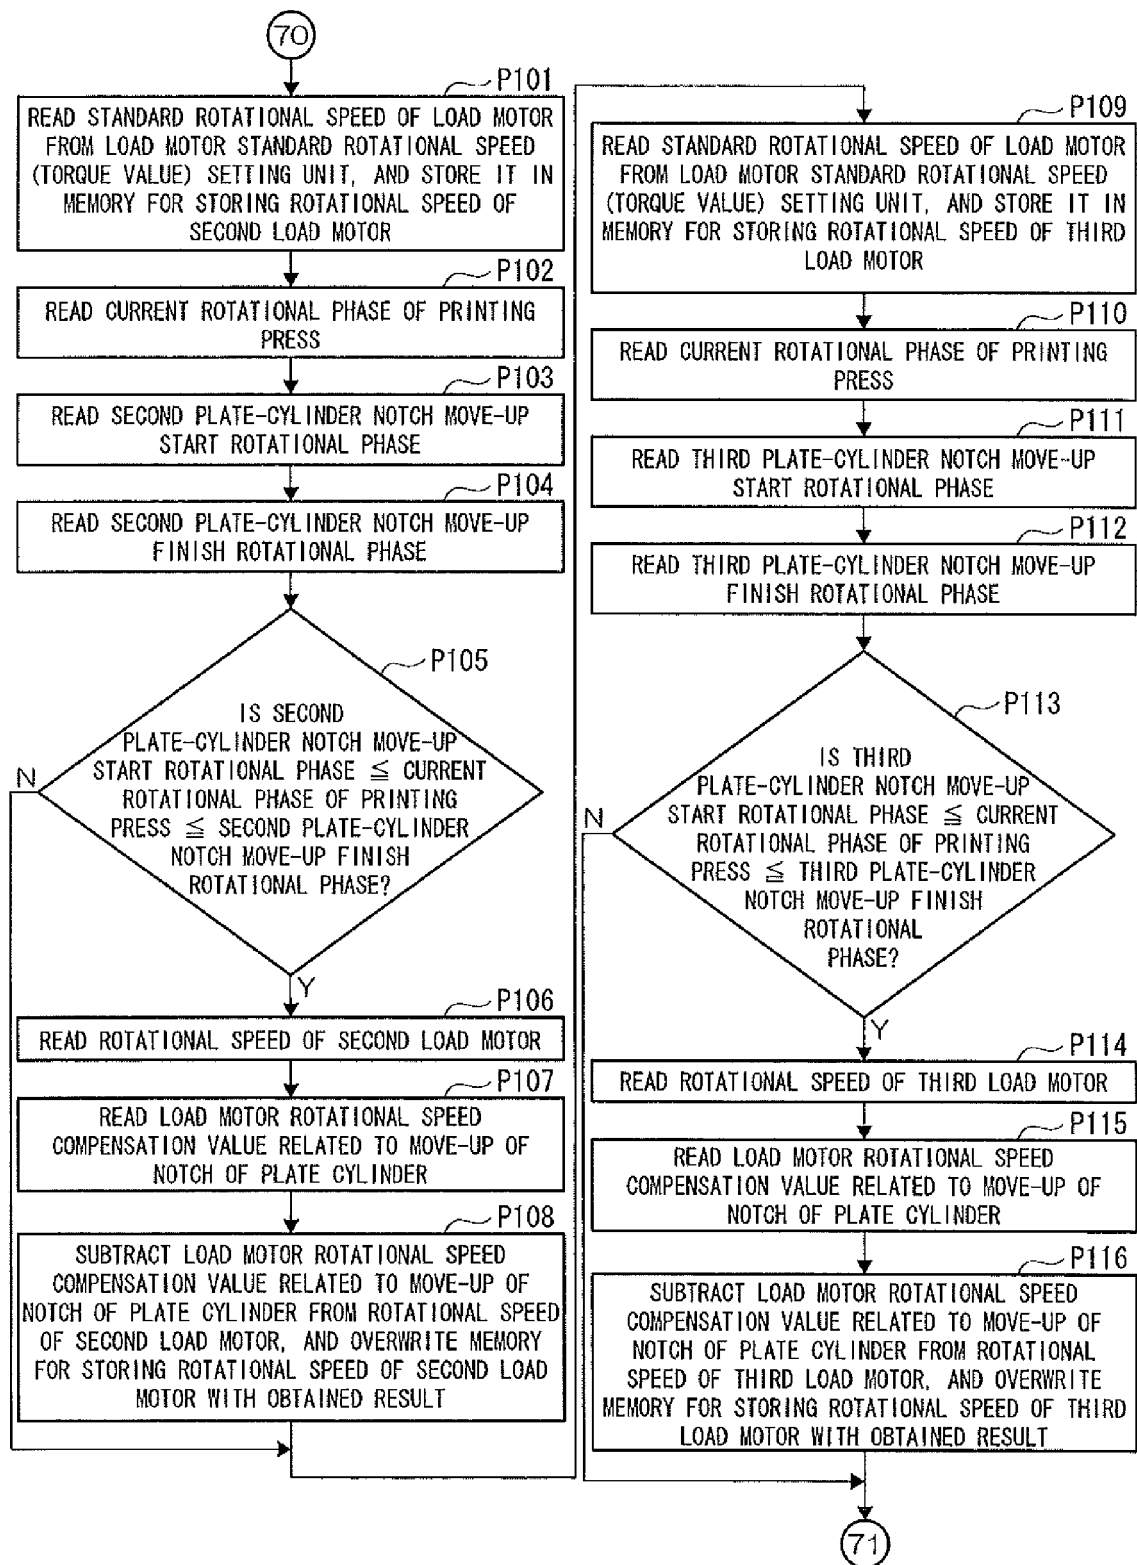 70
P101
READ STANDARD ROTATIONAL SPEED OF LOAD MOTOR
FROM LOAD MOTOR STANDARD ROTATIONAL SPEED
(TORQUE VALUE) SETTING UNIT, AND STORE IT IN
MEMORY FOR STORING ROTATIONAL SPEED OF
SECOND LOAD MOTOR
P102
READ CURRENT ROTATIONAL PHASE OF PRINTING
PRESS
P103
READ SECOND PLATE-CYLINDER NOTCH MOVE-UP
START ROTATIONAL PHASE
P104
READ SECOND PLATE-CYLINDER NOTCH MOVE-UP
FINISH ROTATIONAL PHASE
P105
IS SECOND
PLATE-CYLINDER NOTCH MOVE-UP
START ROTATIONAL PHASE ≦ CURRENT
ROTATIONAL PHASE OF PRINTING
PRESS ≦ SECOND PLATE-CYLINDER
NOTCH MOVE-UP FINISH
ROTATIONAL PHASE?
N
Y
P106
READ ROTATIONAL SPEED OF SECOND LOAD MOTOR
P107
READ LOAD MOTOR ROTATIONAL SPEED
COMPENSATION VALUE RELATED TO MOVE-UP OF
NOTCH OF PLATE CYLINDER
P108
SUBTRACT LOAD MOTOR ROTATIONAL SPEED
COMPENSATION VALUE RELATED TO MOVE-UP OF
NOTCH OF PLATE CYLINDER FROM ROTATIONAL SPEED
OF SECOND LOAD MOTOR, AND OVERWRITE MEMORY
FOR STORING ROTATIONAL SPEED OF SECOND LOAD
MOTOR WITH OBTAINED RESULT
P109
READ STANDARD ROTATIONAL SPEED OF LOAD MOTOR
FROM LOAD MOTOR STANDARD ROTATIONAL SPEED
(TORQUE VALUE) SETTING UNIT, AND STORE IT IN
MEMORY FOR STORING ROTATIONAL SPEED OF THIRD
LOAD MOTOR
P110
READ CURRENT ROTATIONAL PHASE OF PRINTING
PRESS
P111
READ THIRD PLATE-CYLINDER NOTCH MOVE-UP
START ROTATIONAL PHASE
P112
READ THIRD PLATE-CYLINDER NOTCH MOVE-UP
FINISH ROTATIONAL PHASE
P113
IS THIRD
PLATE-CYLINDER NOTCH MOVE-UP
START ROTATIONAL PHASE ≦ CURRENT
ROTATIONAL PHASE OF PRINTING
PRESS ≦ THIRD PLATE-CYLINDER
NOTCH MOVE-UP FINISH
ROTATIONAL
PHASE?
N
Y
P114
READ ROTATIONAL SPEED OF THIRD LOAD MOTOR
P115
READ LOAD MOTOR ROTATIONAL SPEED
COMPENSATION VALUE RELATED TO MOVE-UP OF
NOTCH OF PLATE CYLINDER
P116
SUBTRACT LOAD MOTOR ROTATIONAL SPEED
COMPENSATION VALUE RELATED TO MOVE-UP OF
NOTCH OF PLATE CYLINDER FROM ROTATIONAL
SPEED OF THIRD LOAD MOTOR, AND OVERWRITE
MEMORY FOR STORING ROTATIONAL SPEED OF THIRD
LOAD MOTOR WITH OBTAINED RESULT
71